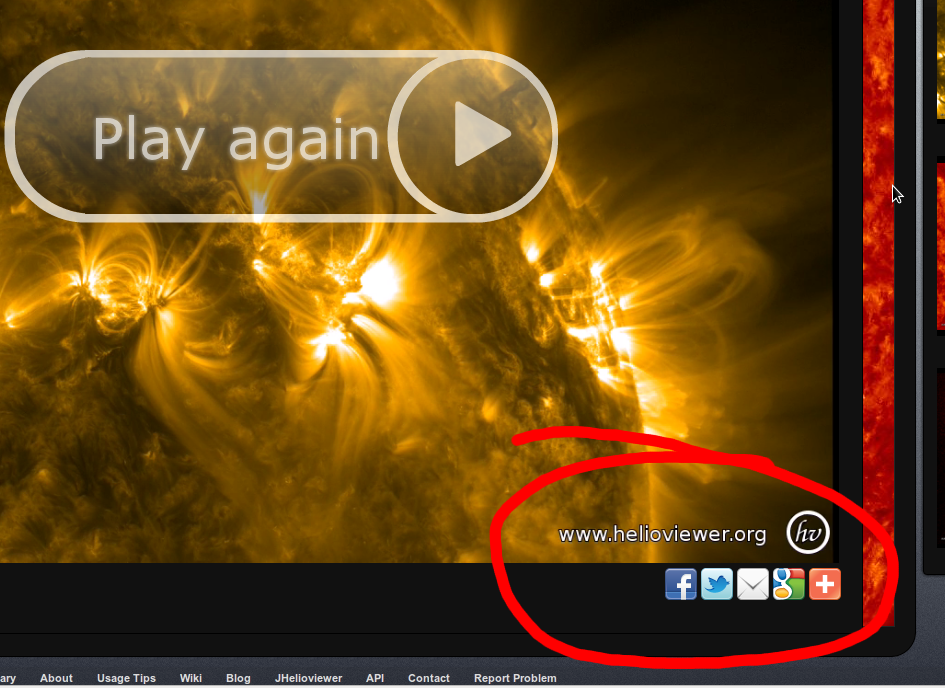 Play again
www.helioviewer.org hv
ary About Usage Tips Wiki Blog JHelioviewer API Contact Report Problem